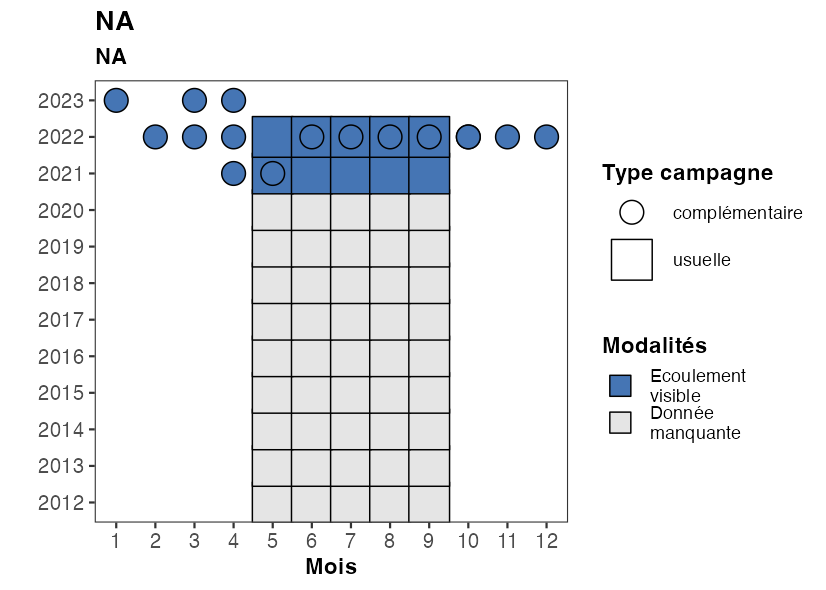 NA
NA
2023
2022
2021
2020
2019
2018
2017
2016
2015
2014
2013
2012
1 2 3 4 5 6 7 8 9 10 11 12
Mois
Type campagne
complémentaire
usuelle
Modalités
Ecoulement
visible
Donnée
manquante